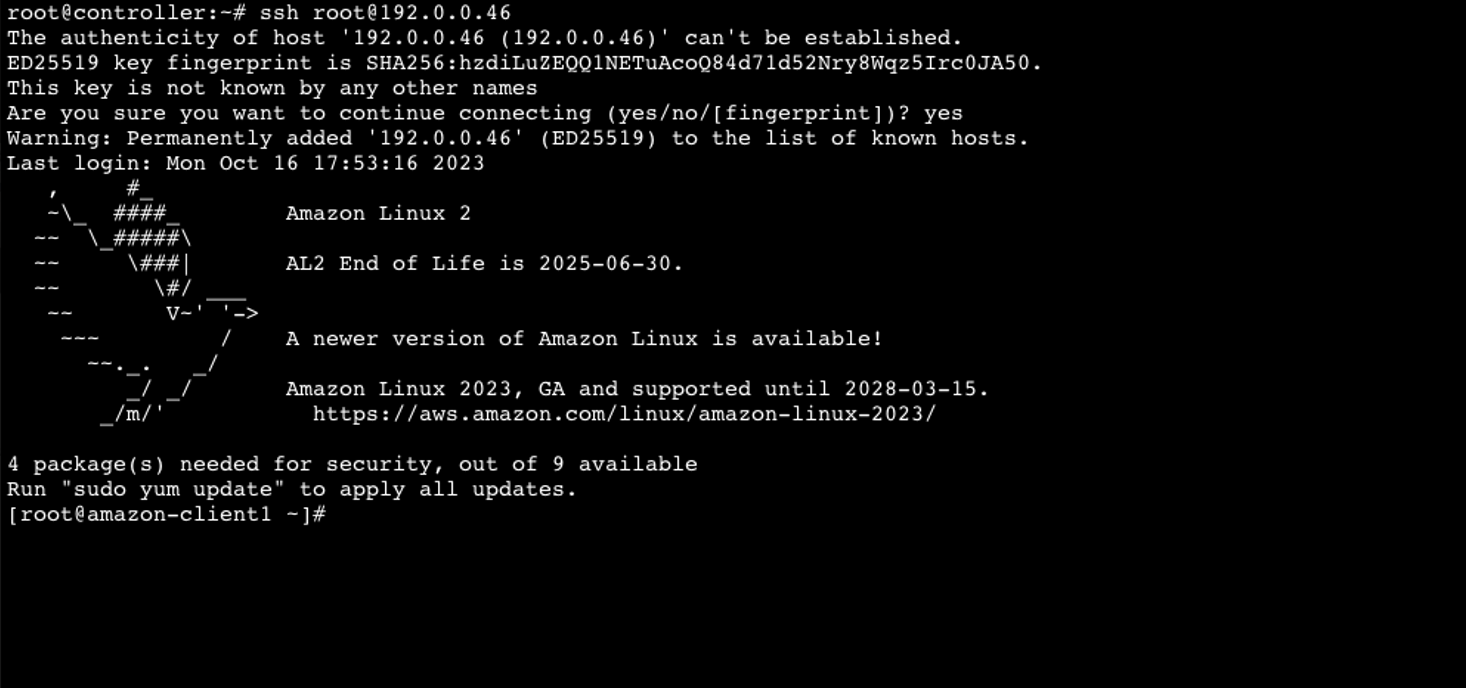 root@controller:~# ssh root@192.0.0.46
The authenticity of host '192.0.0.46 (192.0.0.46)' can't be established.
ED25519 key fingerprint is SHA256:hzdiLuZEQQ1NETuAcoQ84d71d52Nry8Wqz5Irc0JA50.
This key is not known by any other names
Are you sure you want to continue connecting (yes/no/[fingerprint])? yes
Warning: Permanently added '192.0.0.46' (ED25519) to the list of known hosts.
Last login: Mon Oct 16 17:53:16 2023
   ,     #_
   ~\_  ####_        Amazon Linux 2
  ~~  \_#####\
  ~~     \###|       AL2 End of Life is 2025-06-30.
  ~~       \#/ ___
   ~~       V~' '->
    ~~~         /    A newer version of Amazon Linux is available!
      ~~._.   _/
         _/ _/       Amazon Linux 2023, GA and supported until 2028-03-15.
       _/m/'           https://aws.amazon.com/linux/amazon-linux-2023/
4 package(s) needed for security, out of 9 available
Run "sudo yum update" to apply all updates.
[root@amazon-client1 ~]#